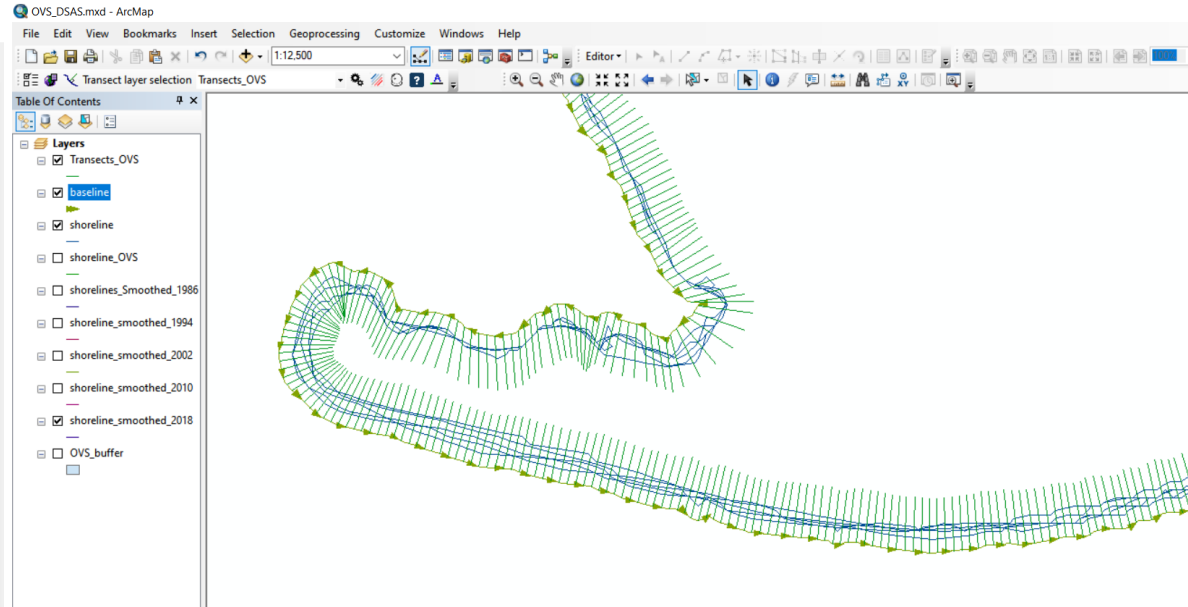 OVS_DSAS.mxd - ArcMap
File Edit View Bookmarks Insert Selection Geoprocessing Customize Windows Help
1:12,500 Editor
Transect layer selection Transects_OVS
Table Of Contents
Layers
Transects_OVS
baseline
shoreline
shoreline_OVS
shorelines_Smoothed_1986
shoreline_smoothed_1994
shoreline_smoothed_2002
shoreline_smoothed_2010
shoreline_smoothed_2018
OVS_buffer